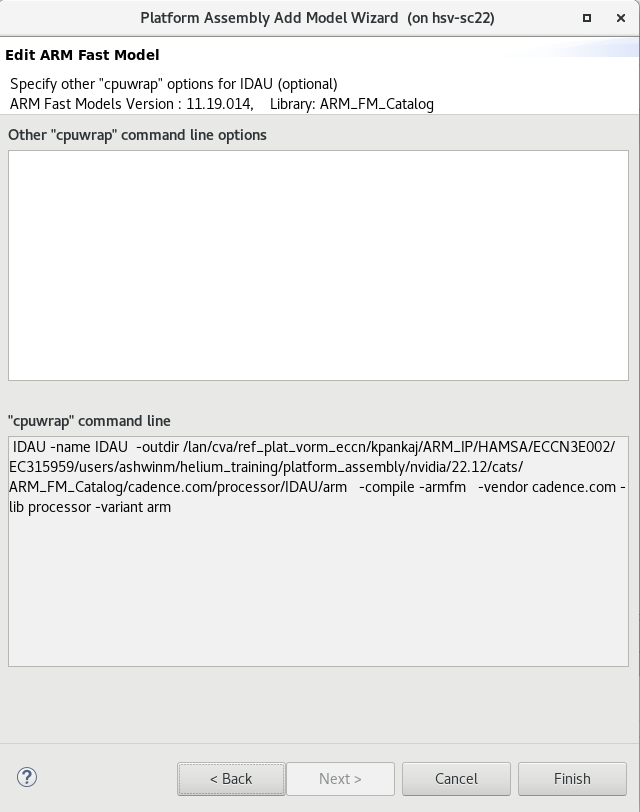 Platform Assembly Add Model Wizard  (on hsv-sc22)
Edit ARM Fast Model
Specify other "cpuwrap" options for IDAU (optional)
ARM Fast Models Version : 11.19.014,    Library: ARM_FM_Catalog
Other "cpuwrap" command line options
"cpuwrap" command line
IDAU -name IDAU  -outdir /lan/cva/ref_plat_vorm_eccn/kpankaj/ARM_IP/HAMSA/ECCN3E002/
EC315959/users/ashwinm/helium_training/platform_assembly/nvidia/22.12/cats/
ARM_FM_Catalog/cadence.com/processor/IDAU/arm   -compile -armfm   -vendor cadence.com -
lib processor -variant arm
?
< Back
Next >
Cancel
Finish